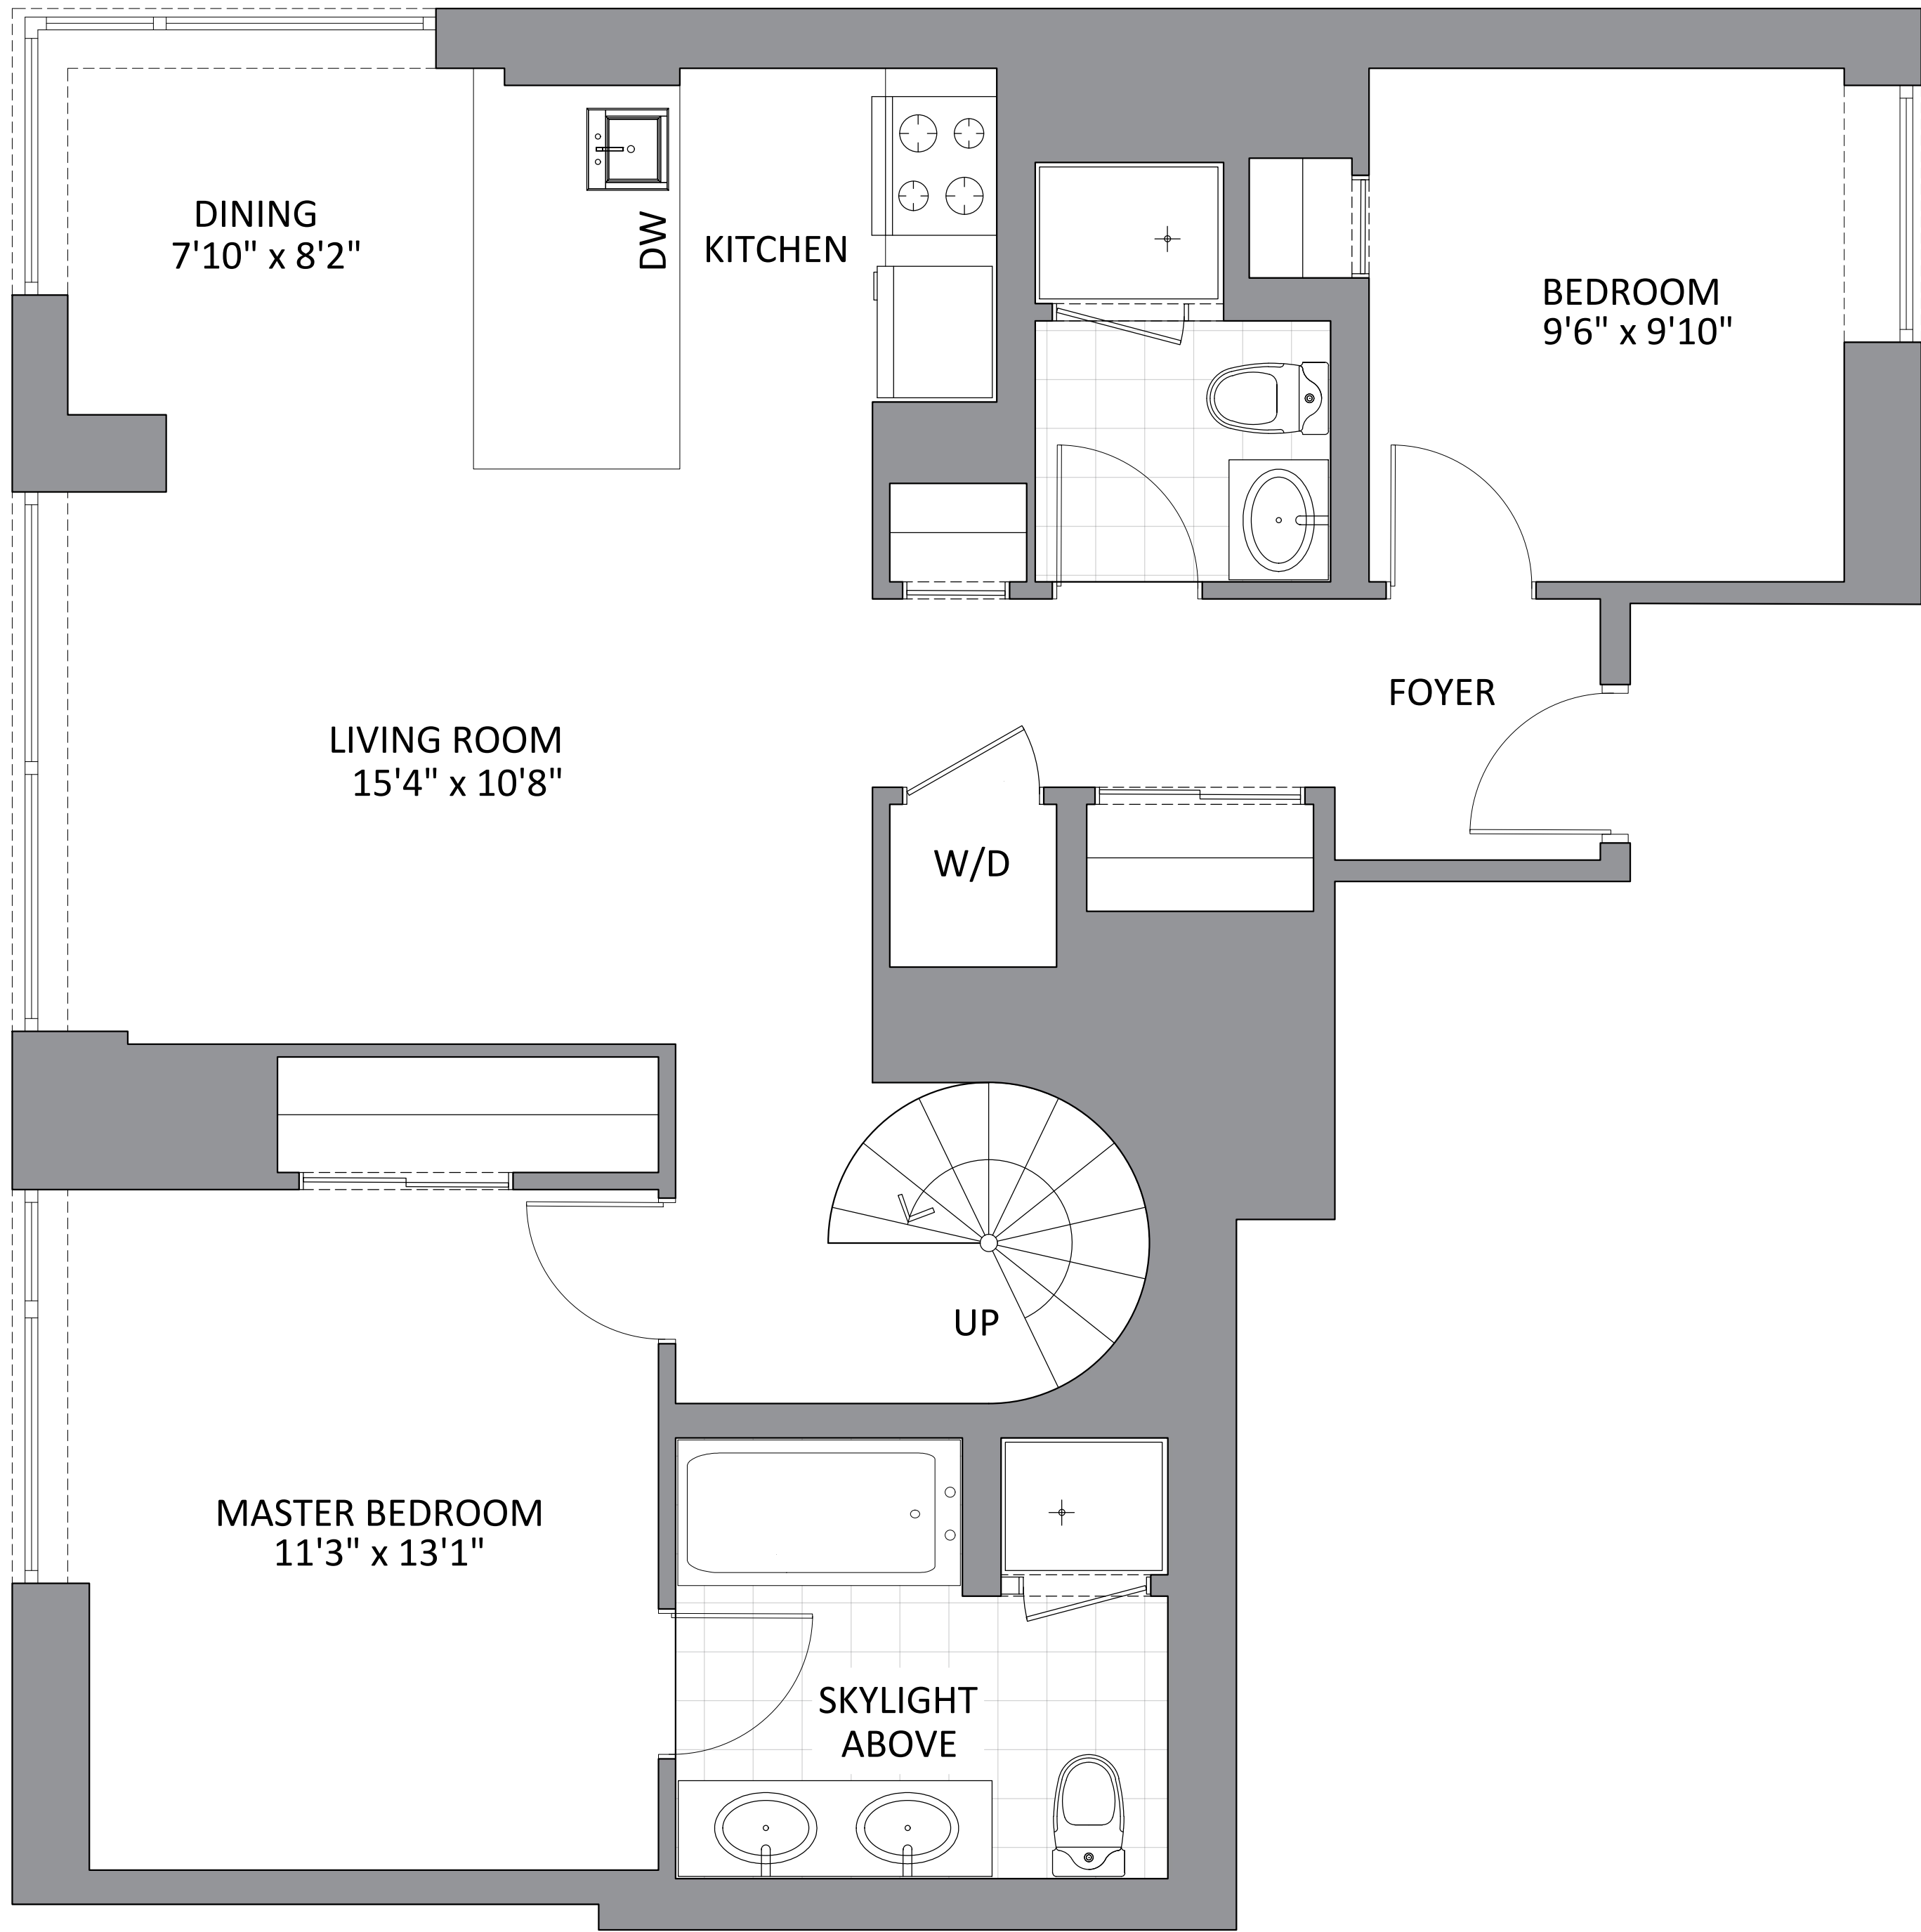 DINING
7'10" x 8'2"
DW
KITCHEN
BEDROOM
9'6" x 9'10"
FOYER
LIVING ROOM
15'4" x 10'8"
W/D
UP
MASTER BEDROOM
11'3" x 13'1"
SKYLIGHT
ABOVE